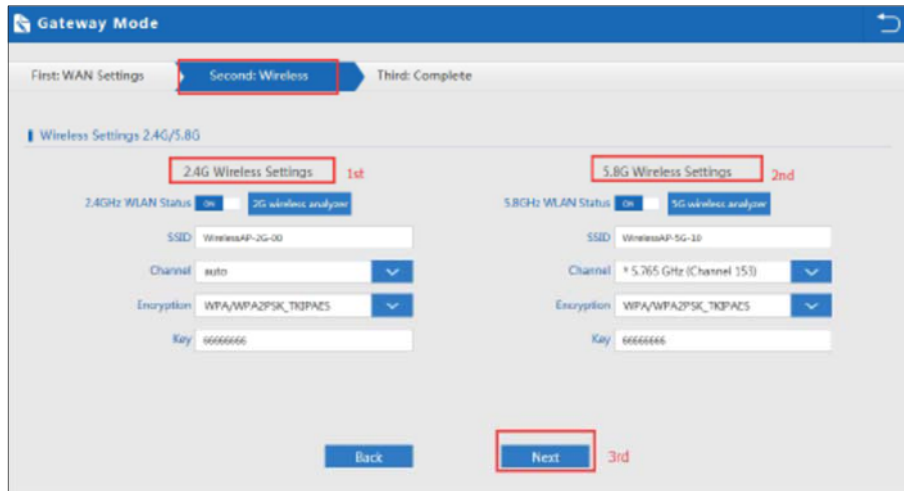 Gateway Mode
First: WAN Settings Second: Wireless Third: Complete
Wireless Settings 2.4G/5.8G
2.4G Wireless Settings 1st
2.4GHz WLAN Status ON 2G wireless analyzer
SSID WirelessAP-2G-00
Channel auto
Encryption WPA/WPA2PSK_TKIPAES
Key 66666666
5.8G Wireless Settings 2nd
5.8GHz WLAN Status ON 5G wireless analyzer
SSID WirelessAP-5G-10
Channel * 5.765 GHz (Channel 153)
Encryption WPA/WPA2PSK_TKIPAES
Key 66666666
Back Next 3rd